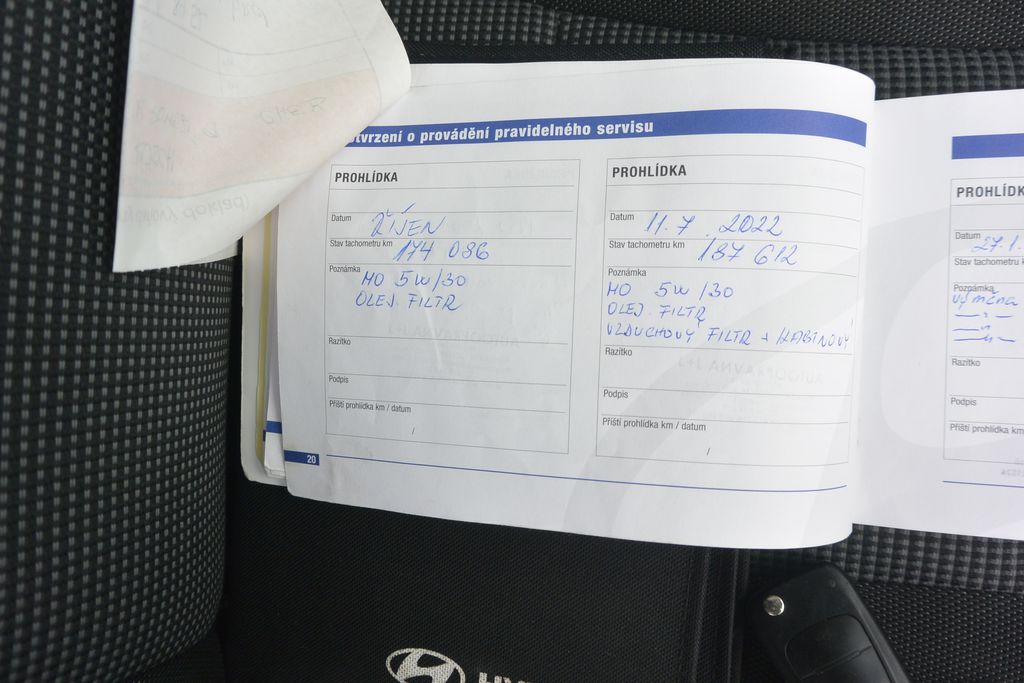 tvrzení o provádění pravidelného servisu
PROHLÍDKA
Datum ŘÍJEN
Stav tachometru km 174 086
Poznámka
MO 5W/30
OLEJ. FILTR
Razítko
Podpis
Příští prohlídka km / datum
/
20
PROHLÍDKA
Datum 11.7.2022
Stav tachometru km 187 612
Poznámka
MO 5W/30
OLEJ. FILTR
VZDUCHOVÝ FILTR + KABINOVÝ
Razítko
Podpis
Příští prohlídka km / datum
/
PROHLÍDK
Datum 27.1.
Stav tachometru k
Poznámka
Výměna
Razítko
Podpis
Příští prohlídka km